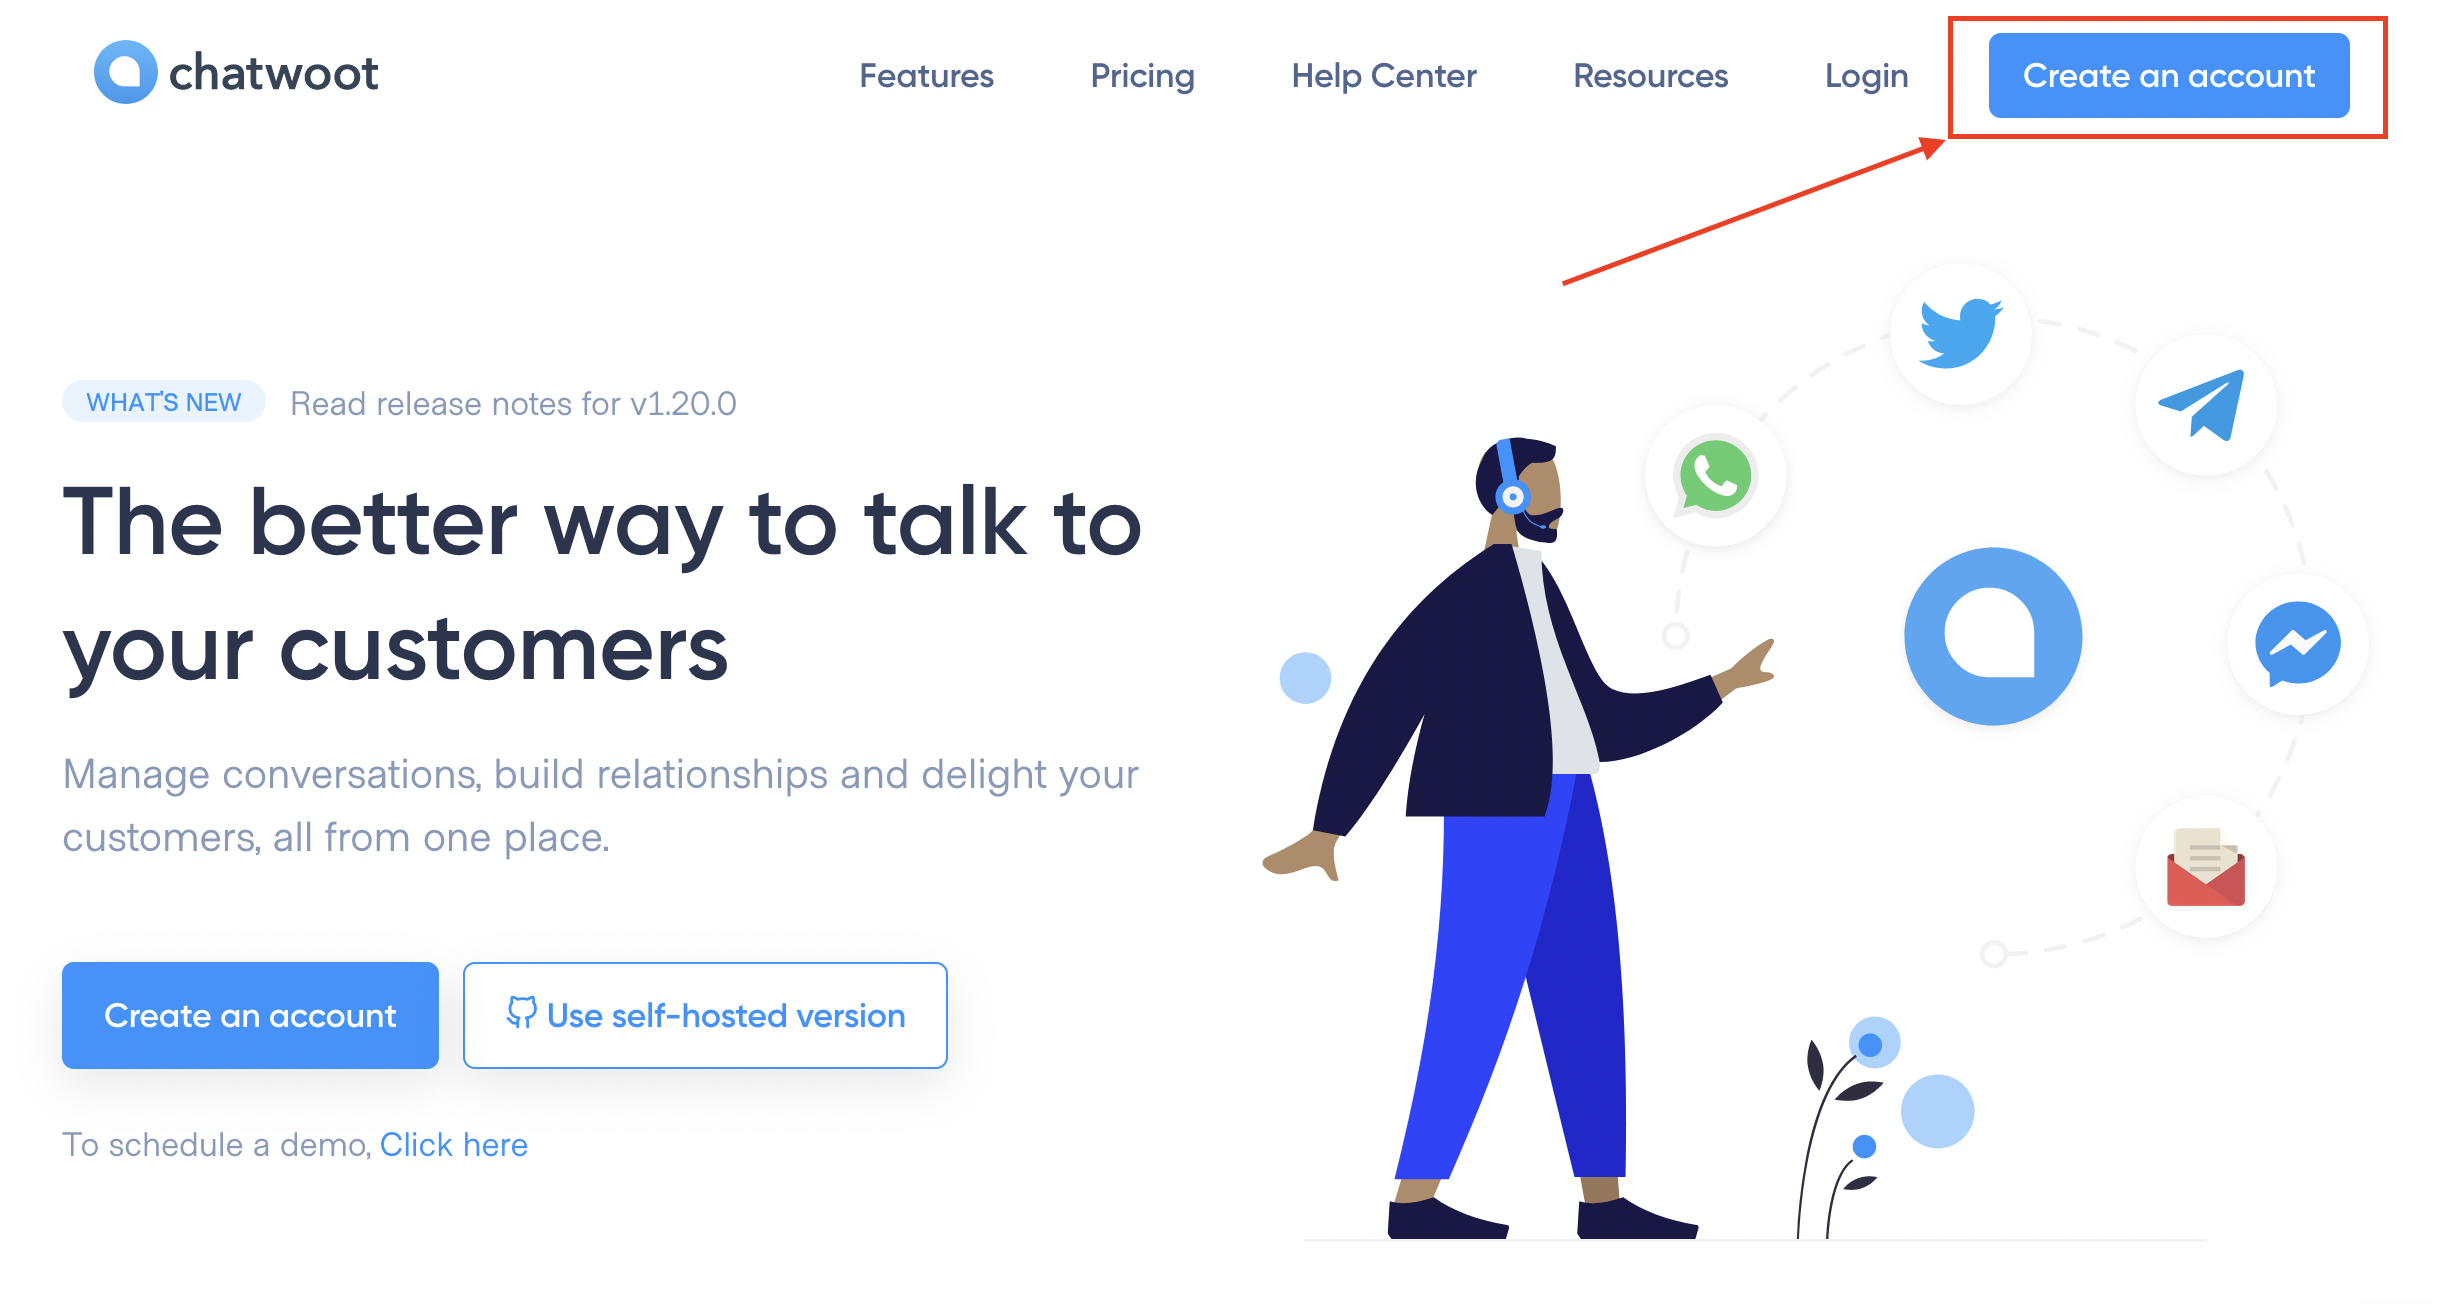 chatwoot
Features Pricing Help Center Resources Login Create an account
WHAT'S NEW Read release notes for v1.20.0
The better way to talk to
your customers
Manage conversations, build relationships and delight your
customers, all from one place.
Create an account Use self-hosted version
To schedule a demo, Click here